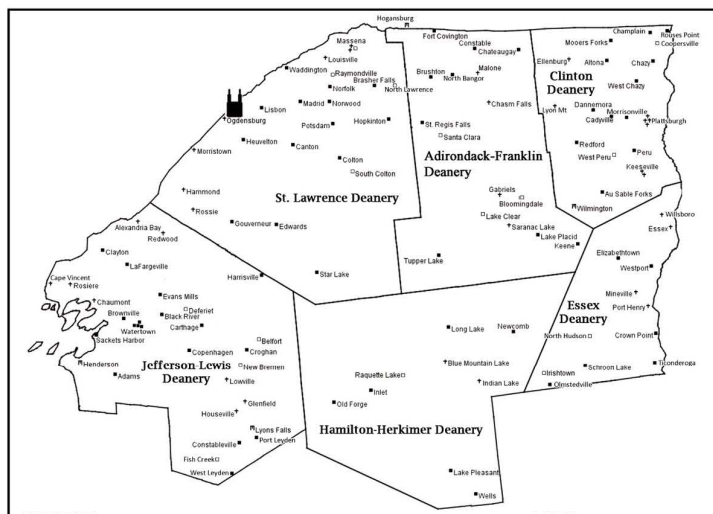 Hogansburg
Fort Covington
Constable
Chateaugay
Massena
Louisville
Waddington
Raymondville
Brasher Falls
Norfolk
North Lawrence
Brushton
North Bangor
Malone
Lisbon
Madrid
Norwood
Ogdensburg
Potsdam
Hopkinton
Chasm Falls
St. Regis Falls
Santa Clara
Heuvelton
Canton
Morristown
Colton
South Colton
Adirondack-Franklin
Deanery
Hammond
St. Lawrence Deanery
Rossie
Gouverneur
Edwards
Gabriels
Bloomingdale
Lake Clear
Saranac Lake
Lake Placid
Keene
Tupper Lake
Star Lake
Harrisville
Champlain
Rouses Point
Mooers Forks
Coopersville
Ellenburg
Altona
Chazy
Clinton
Deanery
West Chazy
Lyon Mt
Dannemora
Morrisonville
Cadyville
Plattsburgh
Redford
West Peru
Peru
Keeseville
Au Sable Forks
Wilmington
Willsboro
Essex
Elizabethtown
Westport
Mineville
Port Henry
Essex
Deanery
North Hudson
Crown Point
Irishtown
Schroon Lake
Ticonderoga
Olmstedville
Alexandria Bay
Redwood
Clayton
LaFargeville
Cape Vincent
Rosiere
Chaumont
Evans Mills
Brownville
Black River
Deferiet
Watertown
Carthage
Sackets Harbor
Belfort
Copenhagen
Croghan
Henderson
Jefferson-Lewis
Deanery
New Bremen
Adams
Lowville
Glenfield
Houseville
Lyons Falls
Port Leyden
Constableville
Fish Creek
West Leyden
Long Lake
Newcomb
Blue Mountain Lake
Raquette Lake
Indian Lake
Inlet
Old Forge
Hamilton-Herkimer Deanery
Lake Pleasant
Wells